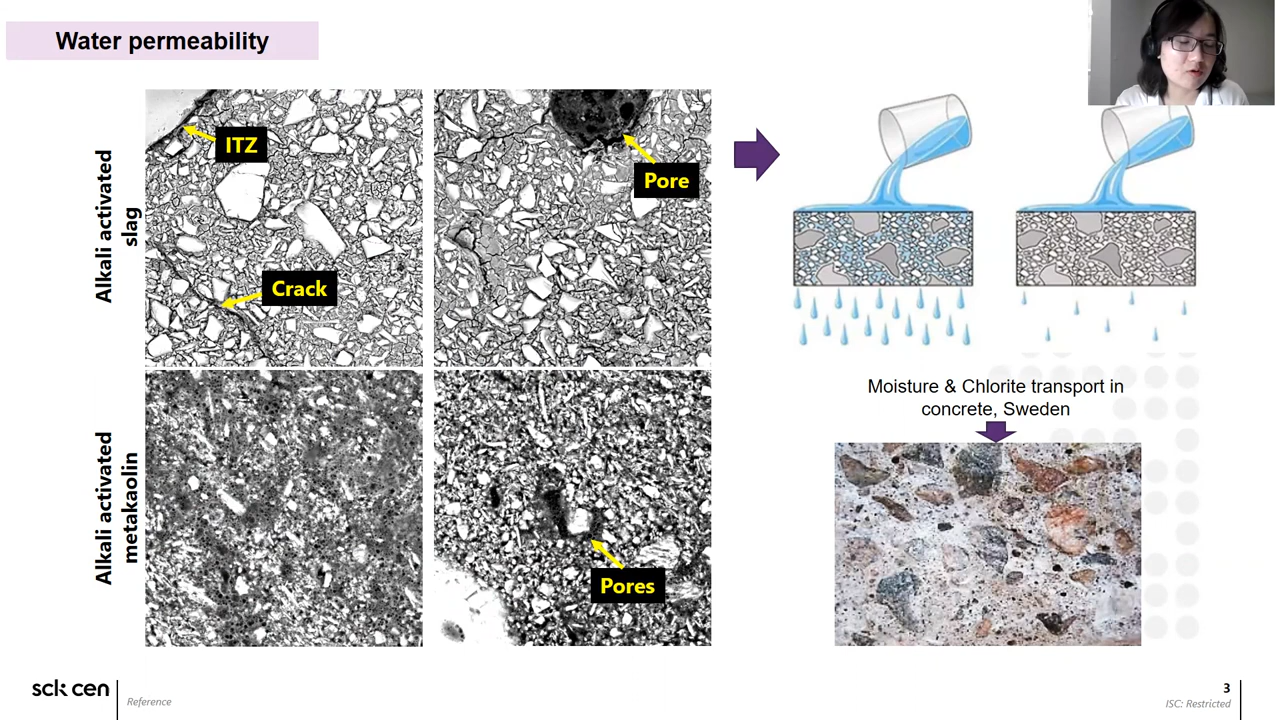 Water permeability
Alkali activated
slag
ITZ
Crack
Pore
Alkali activated
metakaolin
Pores
Moisture & Chlorite transport in
concrete, Sweden
sck cen
Reference
3
ISC: Restricted